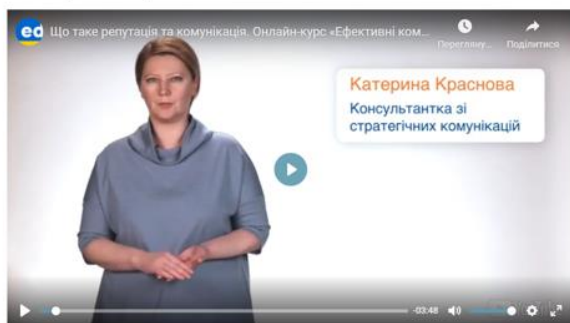 ed Що таке репутація та комунікація. Онлайн-курс «Ефективні ком...
Перегляну... Поділитися
Катерина Краснова
Консультантка зі
стратегічних комунікацій
-03:48